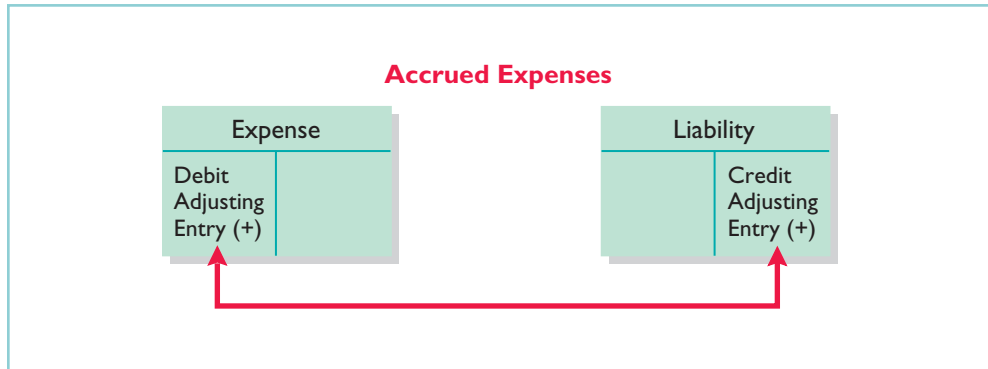 Accrued Expenses
Expense
Debit
Adjusting
Entry (+)
Liability
Credit
Adjusting
Entry (+)